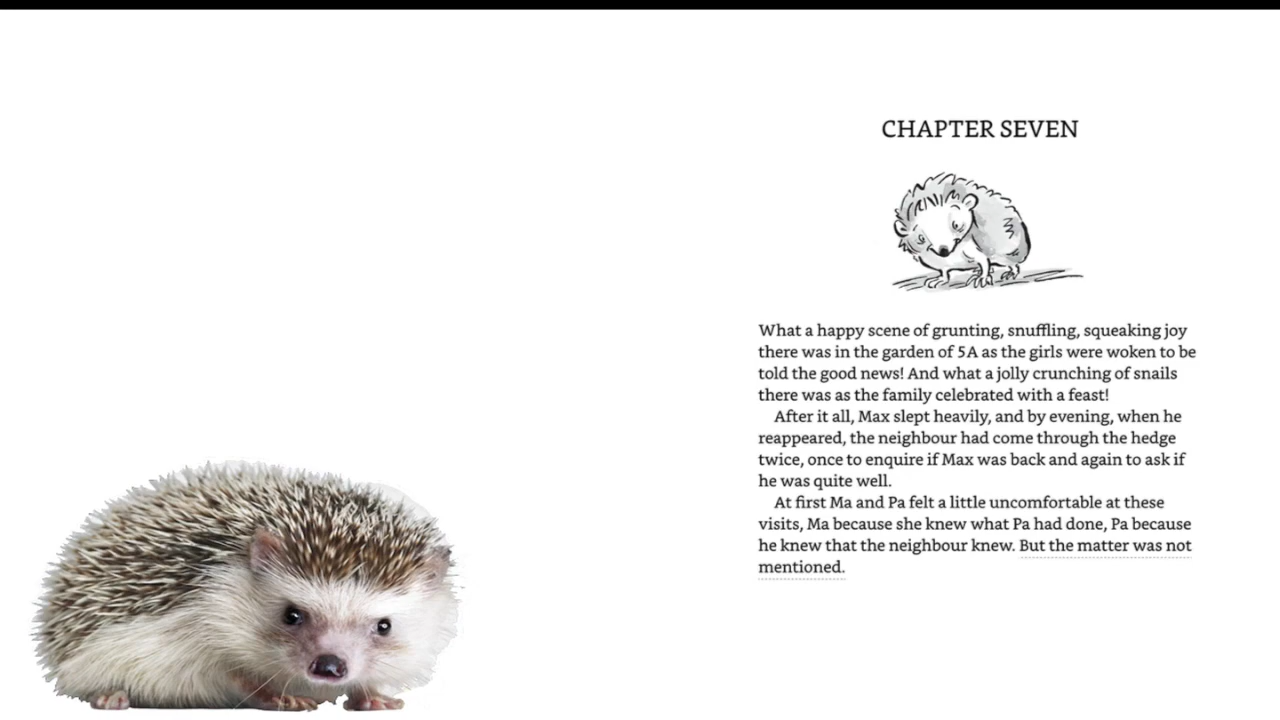 CHAPTER SEVEN
What a happy scene of grunting, snuffling, squeaking joy
there was in the garden of 5A as the girls were woken to be
told the good news! And what a jolly crunching of snails
there was as the family celebrated with a feast!
After it all, Max slept heavily, and by evening, when he
reappeared, the neighbour had come through the hedge
twice, once to enquire if Max was back and again to ask if
he was quite well.
At first Ma and Pa felt a little uncomfortable at these
visits, Ma because she knew what Pa had done, Pa because
he knew that the neighbour knew. But the matter was not
mentioned.